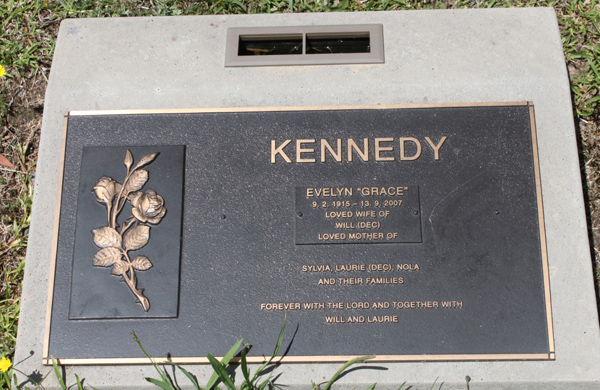 KENNEDY
EVELYN "GRACE"
9. 2. 1915 – 13. 9. 2007
LOVED WIFE OF
WILL (DEC)
LOVED MOTHER OF
SYLVIA, LAURIE (DEC), NOLA
AND THEIR FAMILIES
FOREVER WITH THE LORD AND TOGETHER WITH
WILL AND LAURIE